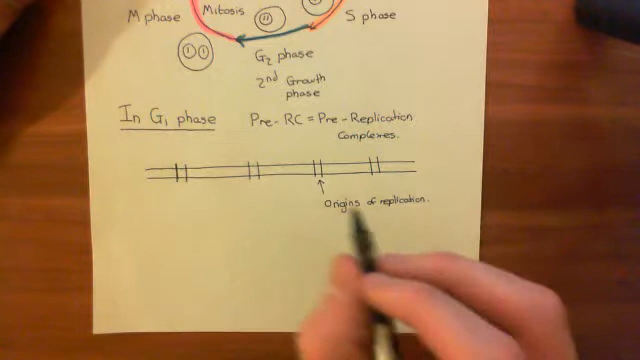 M phase
Mitosis
S phase
G2 phase
2nd Growth
phase
In G1 phase
Pre-RC = Pre-Replication
Complexes.
Origins of replication.